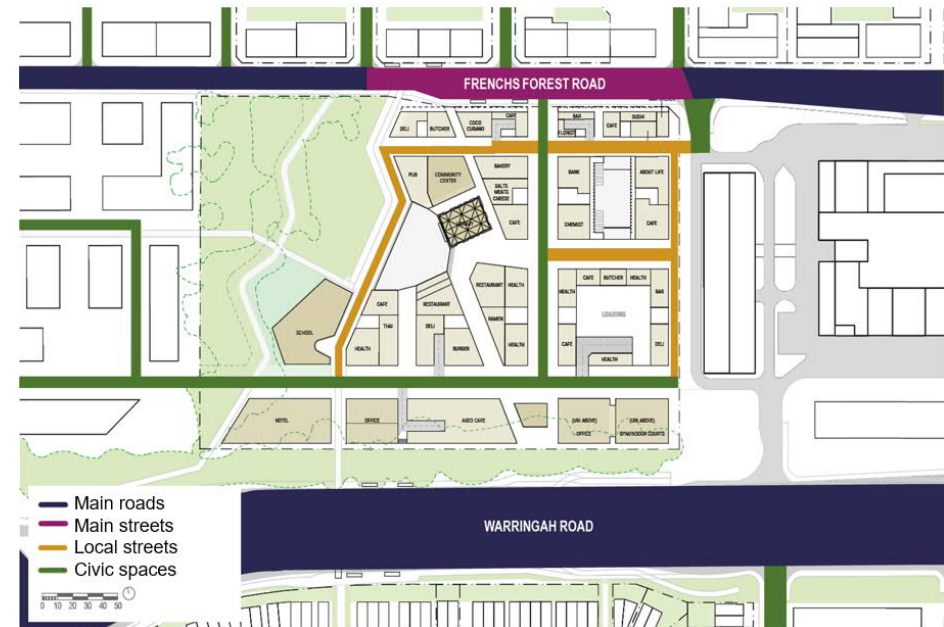 FRENCHS FOREST ROAD
CAFE
COCO
CUBANO
DELI
BUTCHER
BAR
FLORIST
CAFE
SUSHI
PUB
COMMUNITY
CENTER
BAKERY
SALTS
MEATS
CHEESE
CAFE
BANK
ABOUT LIFE
CHEMIST
CAFE
SCHOOL
CAFE
THAI
HEALTH
RESTAURANT
DELI
BURGER
RESTAURANT
HEALTH
RAMEN
HEALTH
CAFE
BUTCHER
HEALTH
HEALTH
BAR
LOADING
CAFE
DELI
HEALTH
HOTEL
OFFICE
AGED CARE
(UNI ABOVE)
OFFICE
(UNI ABOVE)
GYM/INDOOR COURTS
WARRINGAH ROAD
Main roads
Main streets
Local streets
Civic spaces
0 10 20 30 40 50